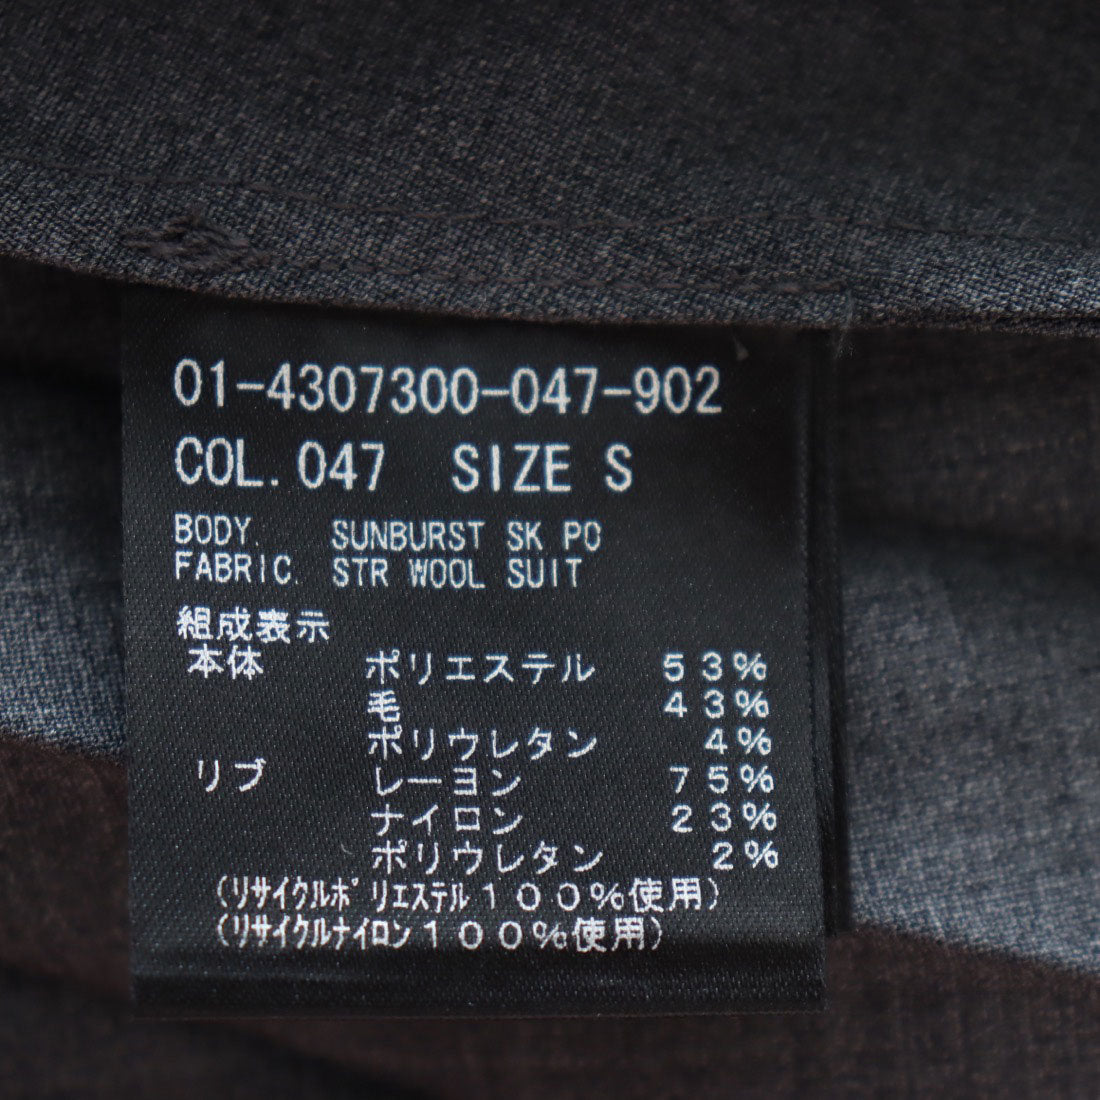 01-4307300-047-902
COL.047 SIZE S
BODY. SUNBURST SK PO
FABRIC. STR WOOL SUIT
組成表示
本体 ポリエステル 53%
毛 43%
ポリウレタン 4%
リブ レーヨン 75%
ナイロン 23%
ポリウレタン 2%
(ﾘｻｲｸﾙﾎﾟﾘｴｽﾃﾙ100%使用)
(ﾘｻｲｸﾙﾅｲﾛﾝ100%使用)